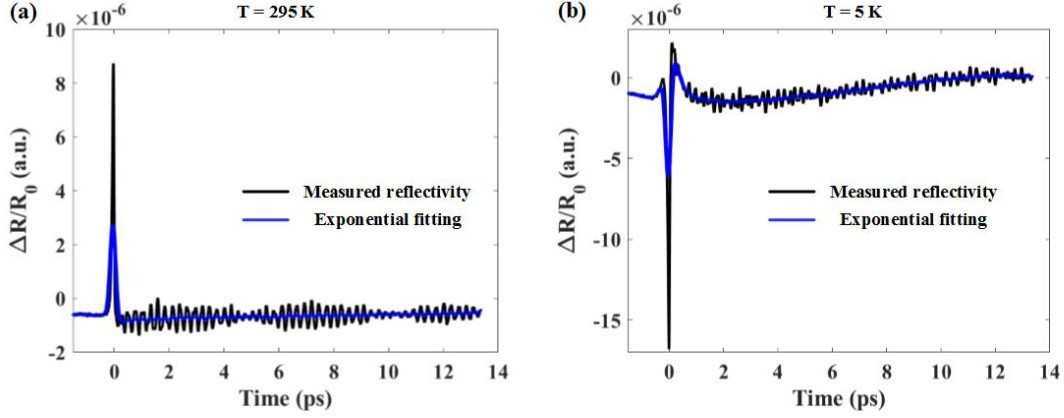 (a)
×10⁻⁶
T = 295 K
10
8
6
4
2
0
-2
ΔR/R₀ (a.u.)
Measured reflectivity
Exponential fitting
0 2 4 6 8 10 12 14
Time (ps)
(b)
×10⁻⁶
T = 5 K
0
-5
-10
-15
ΔR/R₀ (a.u.)
Measured reflectivity
Exponential fitting
0 2 4 6 8 10 12 14
Time (ps)